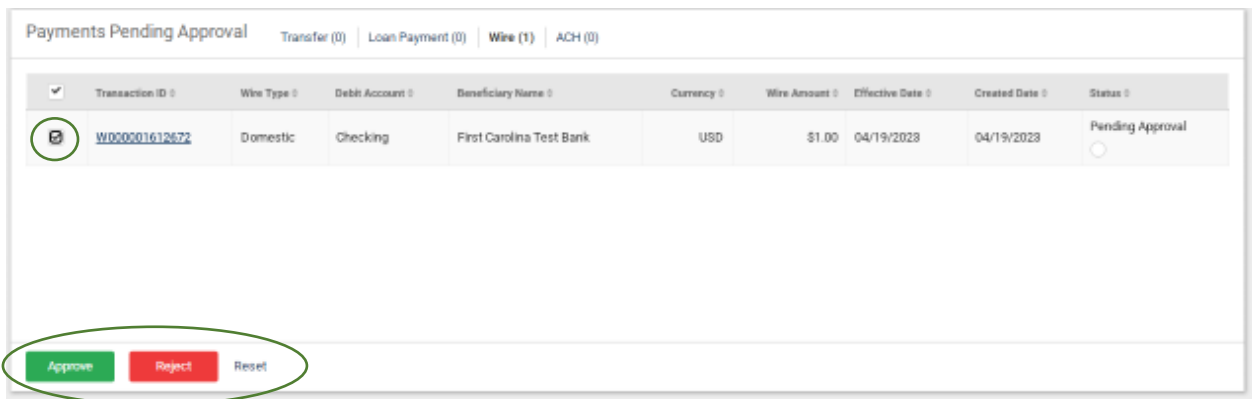 Payments Pending Approval Transfer (0) Loan Payment (0) Wire (1) ACH (0)
Transaction ID Wire Type Debit Account Beneficiary Name Currency Wire Amount Effective Date Created Date Status
W000001612672 Domestic Checking First Carolina Test Bank USD $1.00 04/19/2023 04/19/2023 Pending Approval
Approve Reject Reset